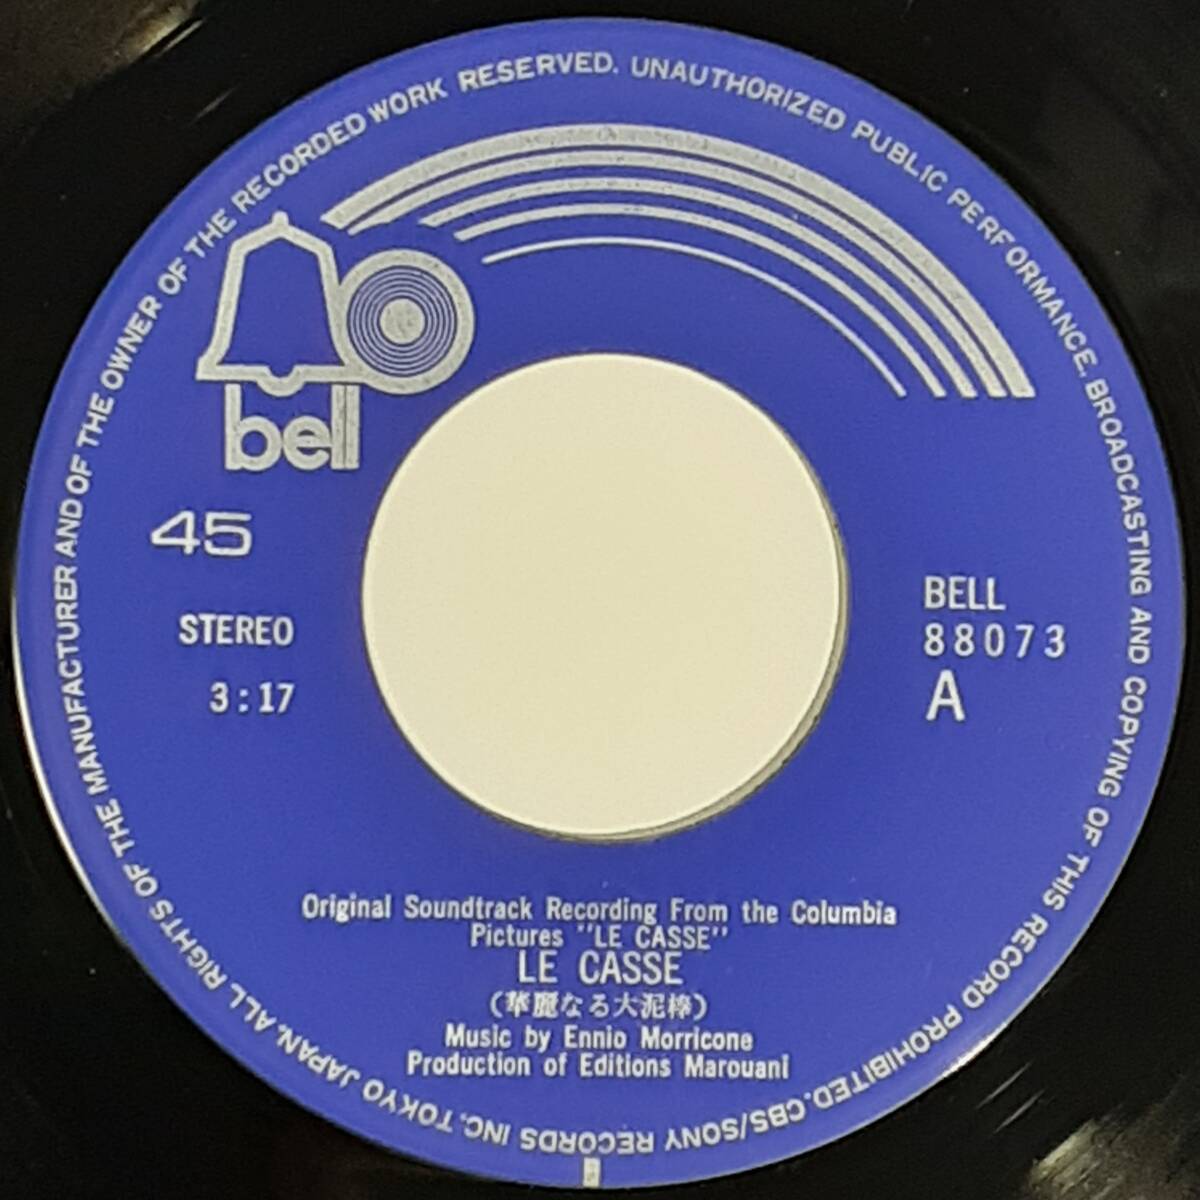 ALL RIGHTS OF THE MANUFACTURER AND OF THE OWNER OF THE RECORDED WORK RESERVED. UNAUTHORIZED PUBLIC PERFORMANCE, BROADCASTING AND COPYING OF THIS RECORD PROHIBITED. CBS/SONY RECORDS INC. TOKYO JAPAN.
bell
45
STEREO
3:17
BELL
88073
A
Original Soundtrack Recording From the Columbia
Pictures "LE CASSE"
LE CASSE
(華麗なる大泥棒)
Music by Ennio Morricone
Production of Editions Marouani